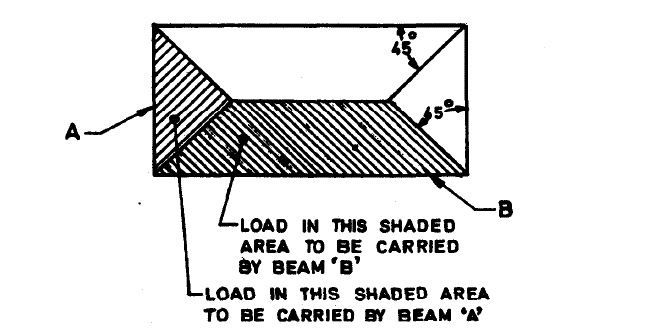 45°
45°
A
B
LOAD IN THIS SHADED
AREA TO BE CARRIED
BY BEAM 'B'
LOAD IN THIS SHADED AREA
TO BE CARRIED BY BEAM 'A'